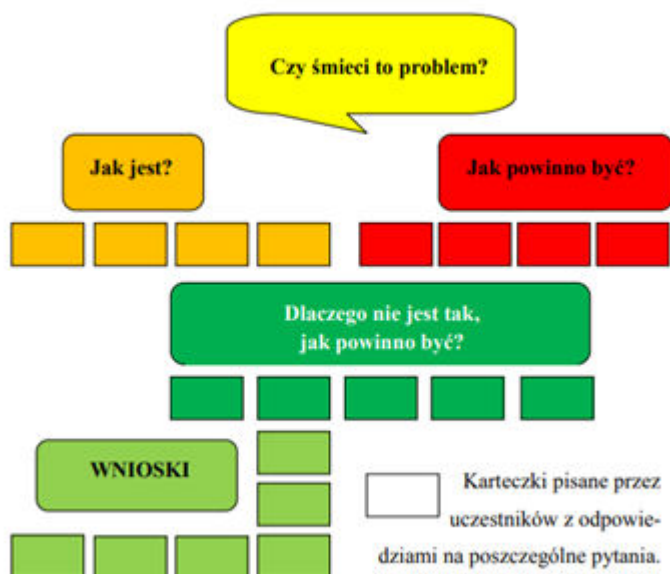 Czy śmieci to problem?
Jak jest?
Jak powinno być?
Dlaczego nie jest tak,
jak powinno być?
WNIOSKI
Karteczki pisane przez
uczestników z odpowie-
dziami na poszczególne pytania.